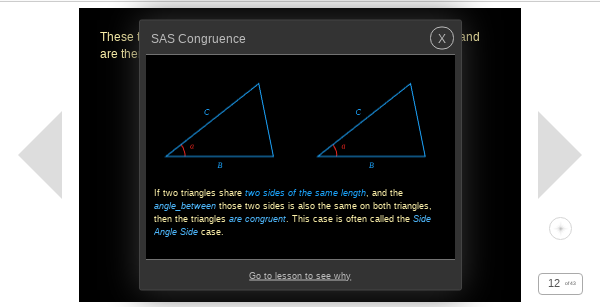 These
and
are the
SAS Congruence
X
C
C
θ
θ
B
B
If two triangles share two sides of the same length, and the
angle_between those two sides is also the same on both triangles,
then the triangles are congruent. This case is often called the Side
Angle Side case.
Go to lesson to see why
12 of 43